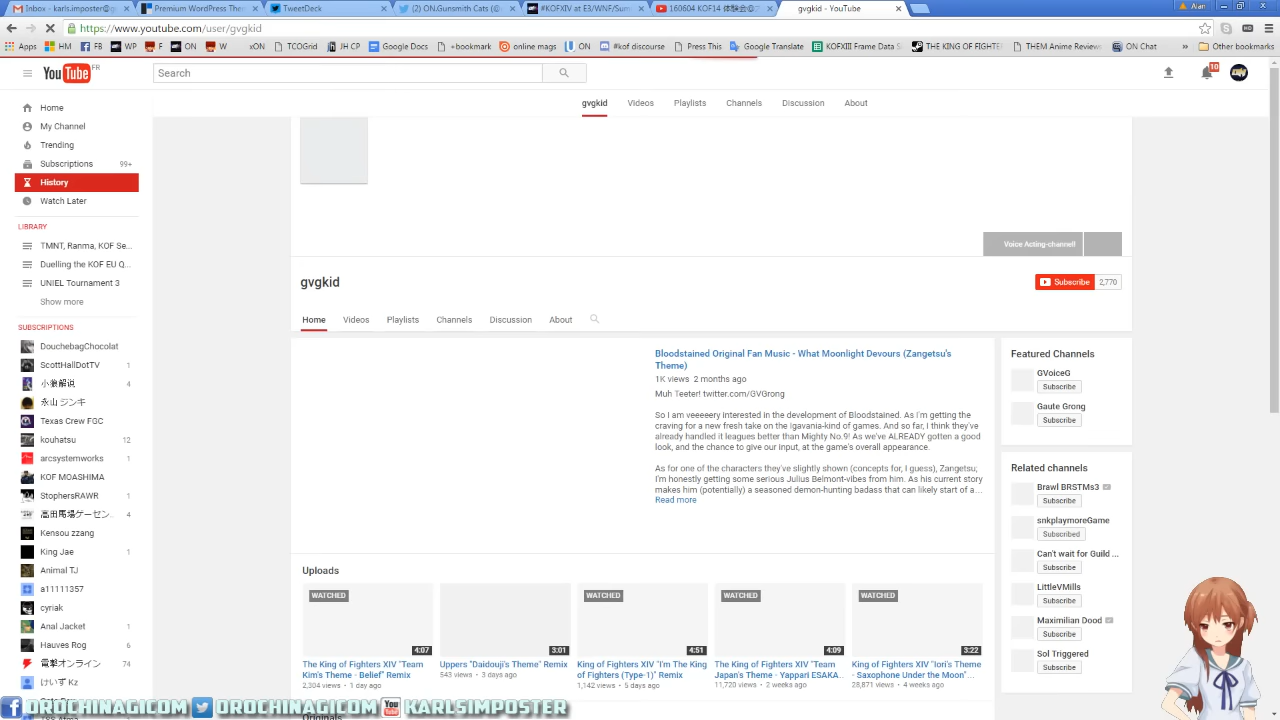 Inbox - karls.imposter@g
Premium WordPress The
TweetDeck
(2) ON.Gunsmith Cats (@
#KOFXIV at E3/WNF/Sum
160604 KOF14 体験会
gvgkid - YouTube
Alan
https://www.youtube.com/user/gvgkid
BM
HM
FB
WP
F
ON
W
xON
TCOGrid
JH CP
Google Docs
+bookmark
online mags
ON
#kof discourse
Press This
Google Translate
KOFXIII Frame Data S
THE KING OF FIGHTER
THEM Anime Reviews
ON Chat
»
Other bookmarks
YouTube FR
Search
10
Home
My Channel
Trending
Subscriptions 99+
History
Watch Later
LIBRARY
TMNT, Ranma, KOF Se...
Duelling the KOF EU Q...
UNIEL Tournament 3
Show more
SUBSCRIPTIONS
DouchebagChocolat
ScottHallDotTV 1
小狼解说 4
永山 ジンキ
Texas Crew FGC
kouhatsu 12
arcsystemworks 1
KOF MOASHIMA
StophersRAWR 1
高田馬場ゲーセン... 4
Kensou zzang
King Jae 1
Animal TJ
a11111357
cyriak
Anal Jacket 1
Hauves Rog 6
電撃オンライン 74
けいず Kz
gvgkid
Videos
Playlists
Channels
Discussion
About
Voice Acting-channel!
gvgkid
Subscribe 2,770
Home
Videos
Playlists
Channels
Discussion
About
Bloodstained Original Fan Music - What Moonlight Devours (Zangetsu's
Theme)
1K views 2 months ago
Muh Teeter! twitter.com/GVGrong
So I am veeeeery interested in the development of Bloodstained. As I'm getting the
craving for a new fresh take on the Igavania-kind of games. And so far, i think they've
already handled it leagues better than Mighty No.9! As we've ALREADY gotten a good
look, and the chance to give our input, at the game's overall appearance.
As for one of the characters they've slightly shown (concepts for, I guess), Zangetsu;
I'm honestly getting some serious Julius Belmont-vibes from him. As his current story
makes him (potentially) a seasoned demon-hunting badass that can likely start of a...
Read more
Uploads
WATCHED
4:07
The King of Fighters XIV "Team
Kim's Theme - Belief" Remix
2,304 views • 1 day ago
3:01
Uppers "Daidouji's Theme" Remix
543 views • 3 days ago
WATCHED
4:51
King of Fighters XIV "I'm The King
of Fighters (Type-1)" Remix
1,142 views • 5 days ago
WATCHED
4:09
The King of Fighters XIV "Team
Japan's Theme - Yappari ESAKA...
11,720 views • 2 weeks ago
WATCHED
3:22
King of Fighters XIV "Iori's Theme
- Saxophone Under the Moon"...
28,871 views • 4 weeks ago
Originals
Featured Channels
GVoiceG
Subscribe
Gaute Grong
Subscribe
Related channels
Brawl BRSTMs3
Subscribe
snkplaymoreGame
Subscribed
Can't wait for Guild ...
Subscribe
LittleVMills
Subscribe
Maximilian Dood
Subscribe
Sol Triggered
Subscribe
OROCHINAGICOM
OROCHINAGICOM
KARLSIMPOSTER